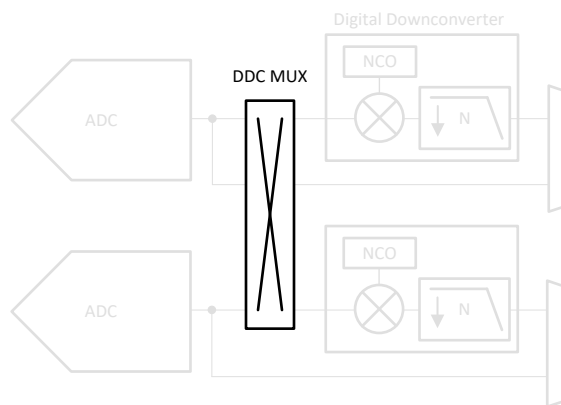 Digital Downconverter
NCO
DDC MUX
ADC
N
NCO
ADC
N